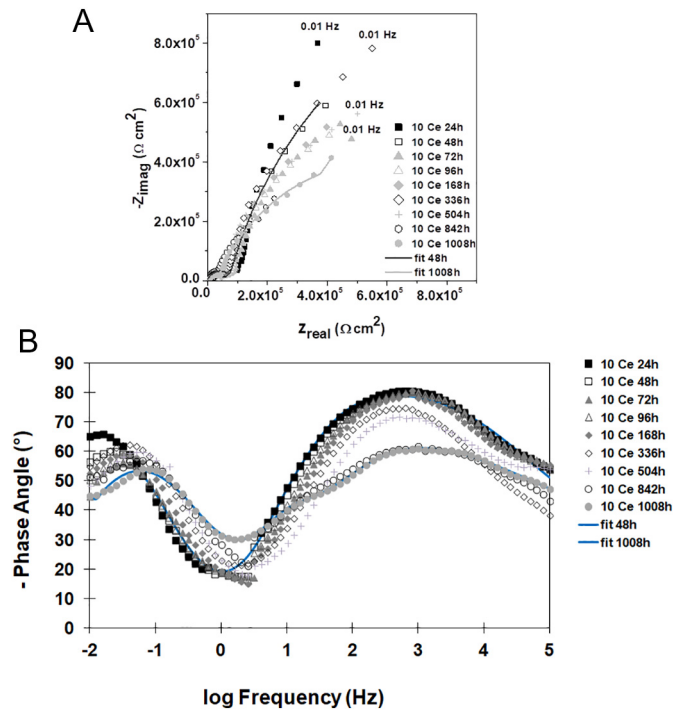 A
0.01 Hz
0.01 Hz
8.0x10⁵
6.0x10⁵
4.0x10⁵
2.0x10⁵
0.0
-Zimag (Ω cm²)
0.01 Hz
0.01 Hz
10 Ce 24h
10 Ce 48h
10 Ce 72h
10 Ce 96h
10 Ce 168h
10 Ce 336h
10 Ce 504h
10 Ce 842h
10 Ce 1008h
fit 48h
fit 1008h
0.0 2.0x10⁵ 4.0x10⁵ 6.0x10⁵ 8.0x10⁵
zreal (Ω cm²)
B
90
80
70
60
50
40
30
20
10
0
- Phase Angle (°)
10 Ce 24h
10 Ce 48h
10 Ce 72h
10 Ce 96h
10 Ce 168h
10 Ce 336h
10 Ce 504h
10 Ce 842h
10 Ce 1008h
fit 48h
fit 1008h
-2 -1 0 1 2 3 4 5
log Frequency (Hz)